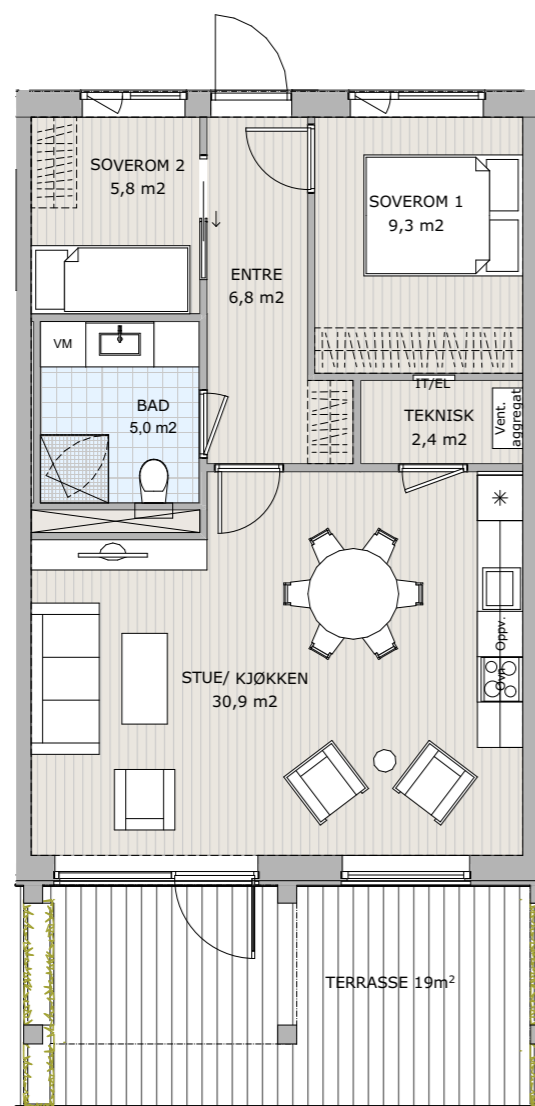 SOVEROM 2
5,8 m2
SOVEROM 1
9,3 m2
ENTRE
6,8 m2
VM
BAD
5,0 m2
IT/EL
TEKNISK
2,4 m2
Vent.
aggregat
Oppv.
Ovn
STUE/ KJØKKEN
30,9 m2
TERRASSE 19m²